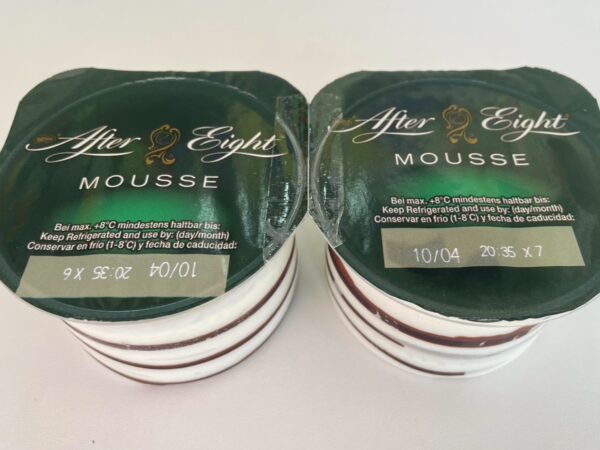 After Eight
MOUSSE
Bei max. +8°C mindestens haltbar bis:
Keep Refrigerated and use by: (day/month)
Conservar en frío (1-8°C) y fecha de caducidad:
10/04 20:35 X 6
After Eight
MOUSSE
Bei max. +8°C mindestens haltbar bis:
Keep Refrigerated and use by: (day/month)
Conservar en frío (1-8°C) y fecha de caducidad:
10/04 20:35 X 7